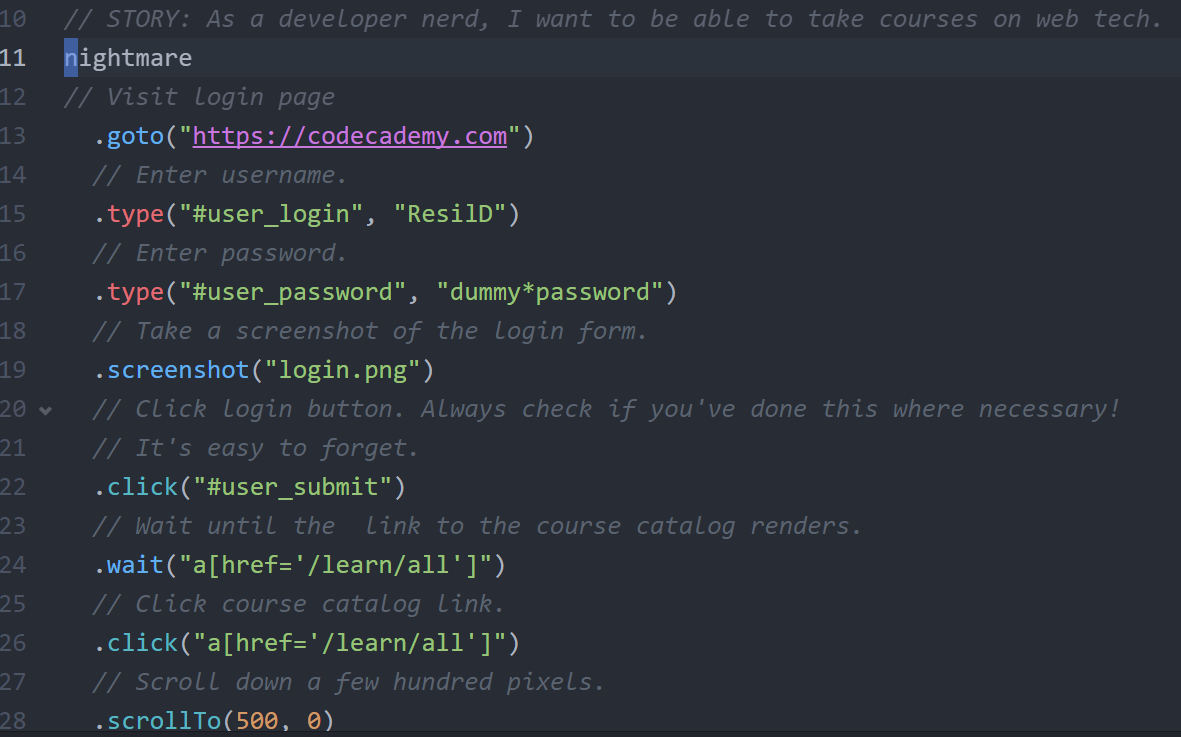 10 // STORY: As a developer nerd, I want to be able to take courses on web tech.
11 nightmare
12 // Visit login page
13   .goto("https://codecademy.com")
14   // Enter username.
15   .type("#user_login", "ResilD")
16   // Enter password.
17   .type("#user_password", "dummy*password")
18   // Take a screenshot of the login form.
19   .screenshot("login.png")
20   // Click login button. Always check if you've done this where necessary!
21   // It's easy to forget.
22   .click("#user_submit")
23   // Wait until the  link to the course catalog renders.
24   .wait("a[href='/learn/all']")
25   // Click course catalog link.
26   .click("a[href='/learn/all']")
27   // Scroll down a few hundred pixels.
28   .scrollTo(500, 0)